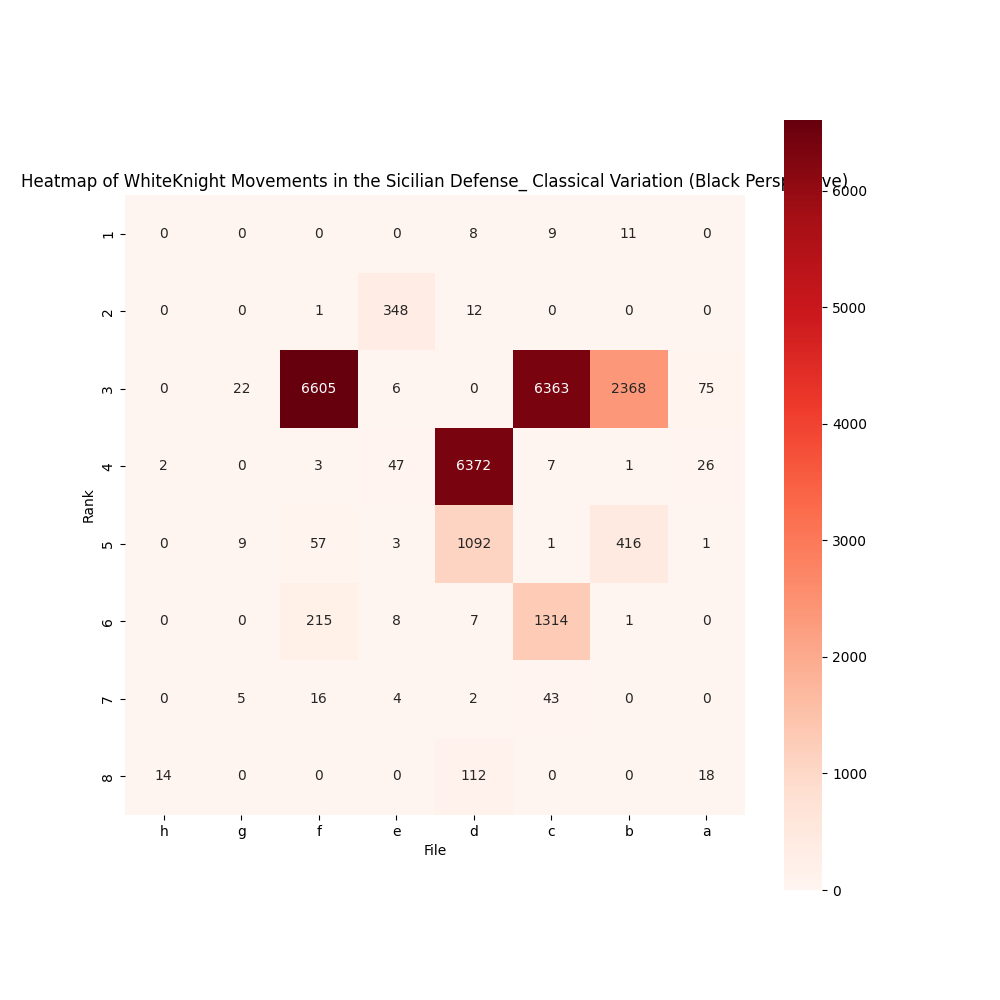 Heatmap of WhiteKnight Movements in the Sicilian Defense_ Classical Variation (Black Pers ve)
6000
1 0 0 0 0 8 9 11 0
2 0 0 1 348 12 0 0 0
5000
3 0 22 6605 6 0 6363 2368 75
4000
4 2 0 3 47 6372 7 1 26
Rank
5 0 9 57 3 1092 1 416 1
3000
6 0 0 215 8 7 1314 1 0
2000
7 0 5 16 4 2 43 0 0
8 14 0 0 0 112 0 0 18
1000
h g f e d c b a
File
0